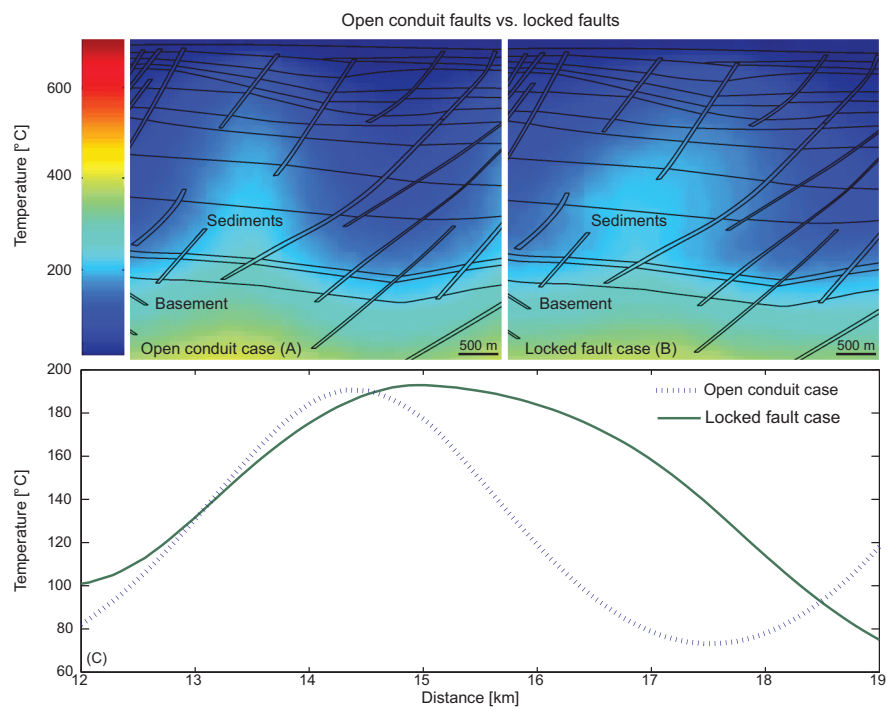 Open conduit faults vs. locked faults
Temperature [°C]
600
400
200
Sediments
Basement
Open conduit case (A)
500 m
Sediments
Basement
Locked fault case (B)
500 m
Temperature [°C]
200
180
160
140
120
100
80
60
Open conduit case
Locked fault case
(C)
12 13 14 15 16 17 18 19
Distance [km]